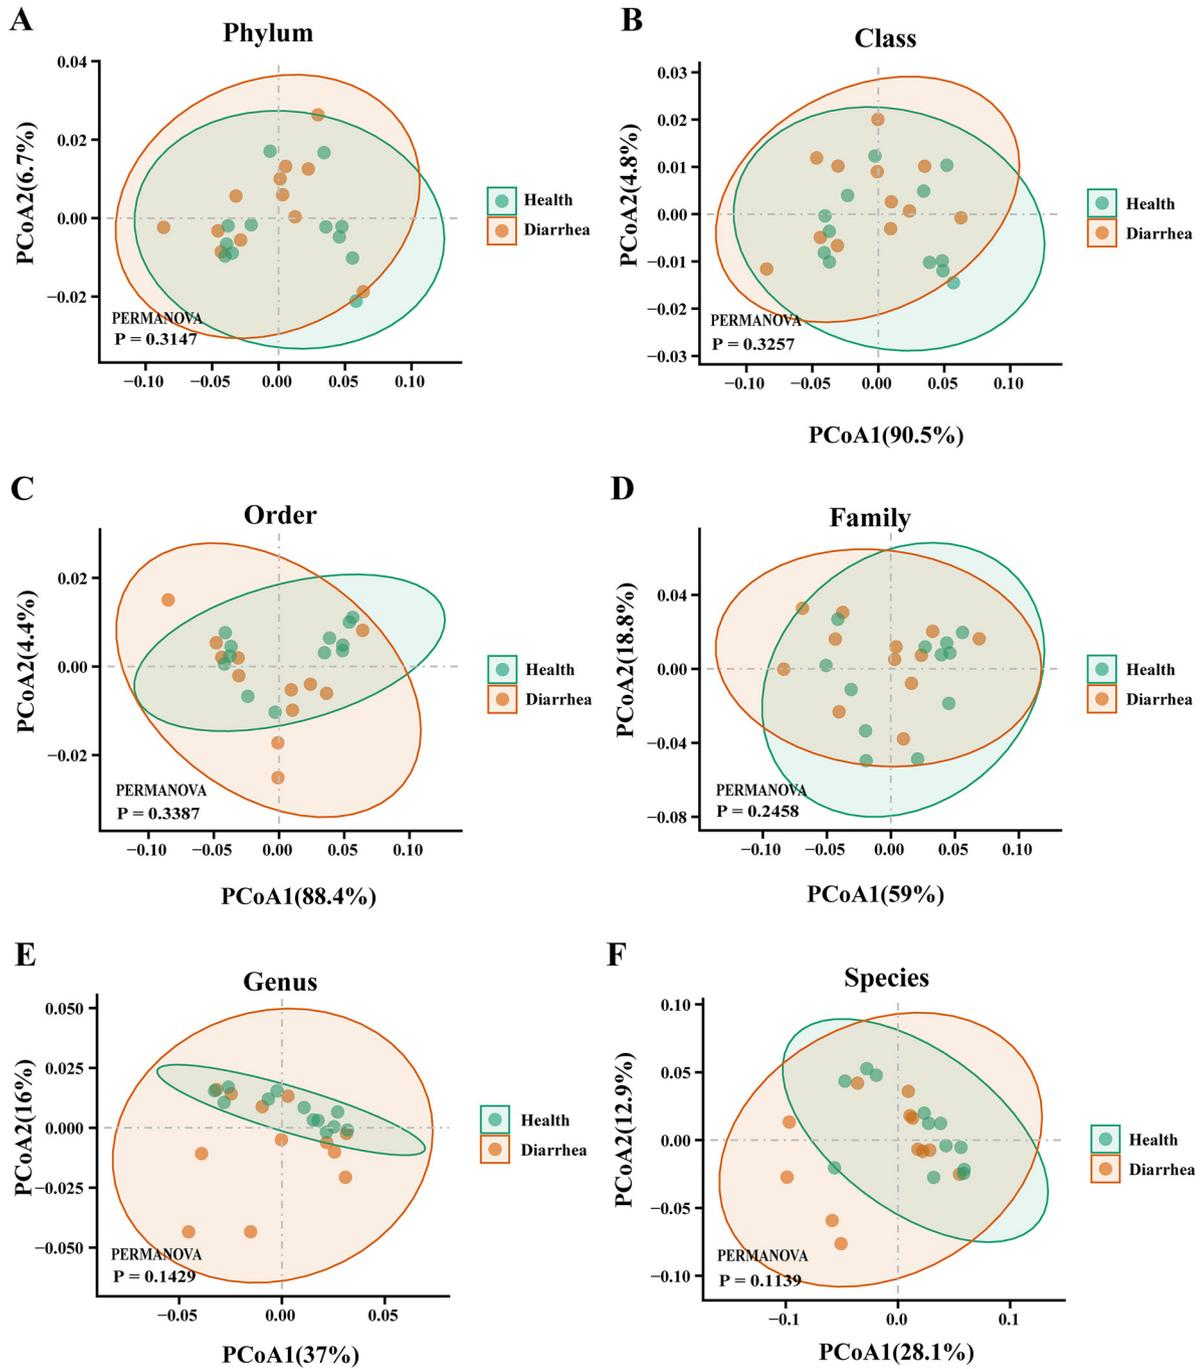 A
Phylum
PCoA2(6.7%)
0.04
0.02
0.00
−0.02
PERMANOVA
P = 0.3147
−0.10 −0.05 0.00 0.05 0.10
Health
Diarrhea
B
Class
PCoA2(4.8%)
0.03
0.02
0.01
0.00
−0.01
−0.02
−0.03
PERMANOVA
P = 0.3257
−0.10 −0.05 0.00 0.05 0.10
PCoA1(90.5%)
Health
Diarrhea
C
Order
PCoA2(4.4%)
0.02
0.00
−0.02
PERMANOVA
P = 0.3387
−0.10 −0.05 0.00 0.05 0.10
PCoA1(88.4%)
Health
Diarrhea
D
Family
PCoA2(18.8%)
0.04
0.00
−0.04
−0.08
PERMANOVA
P = 0.2458
−0.10 −0.05 0.00 0.05 0.10
PCoA1(59%)
Health
Diarrhea
E
Genus
PCoA2(16%)
0.050
0.025
0.000
−0.025
−0.050
PERMANOVA
P = 0.1429
−0.05 0.00 0.05
PCoA1(37%)
Health
Diarrhea
F
Species
PCoA2(12.9%)
0.10
0.05
0.00
−0.05
−0.10
PERMANOVA
P = 0.1139
−0.1 0.0 0.1
PCoA1(28.1%)
Health
Diarrhea